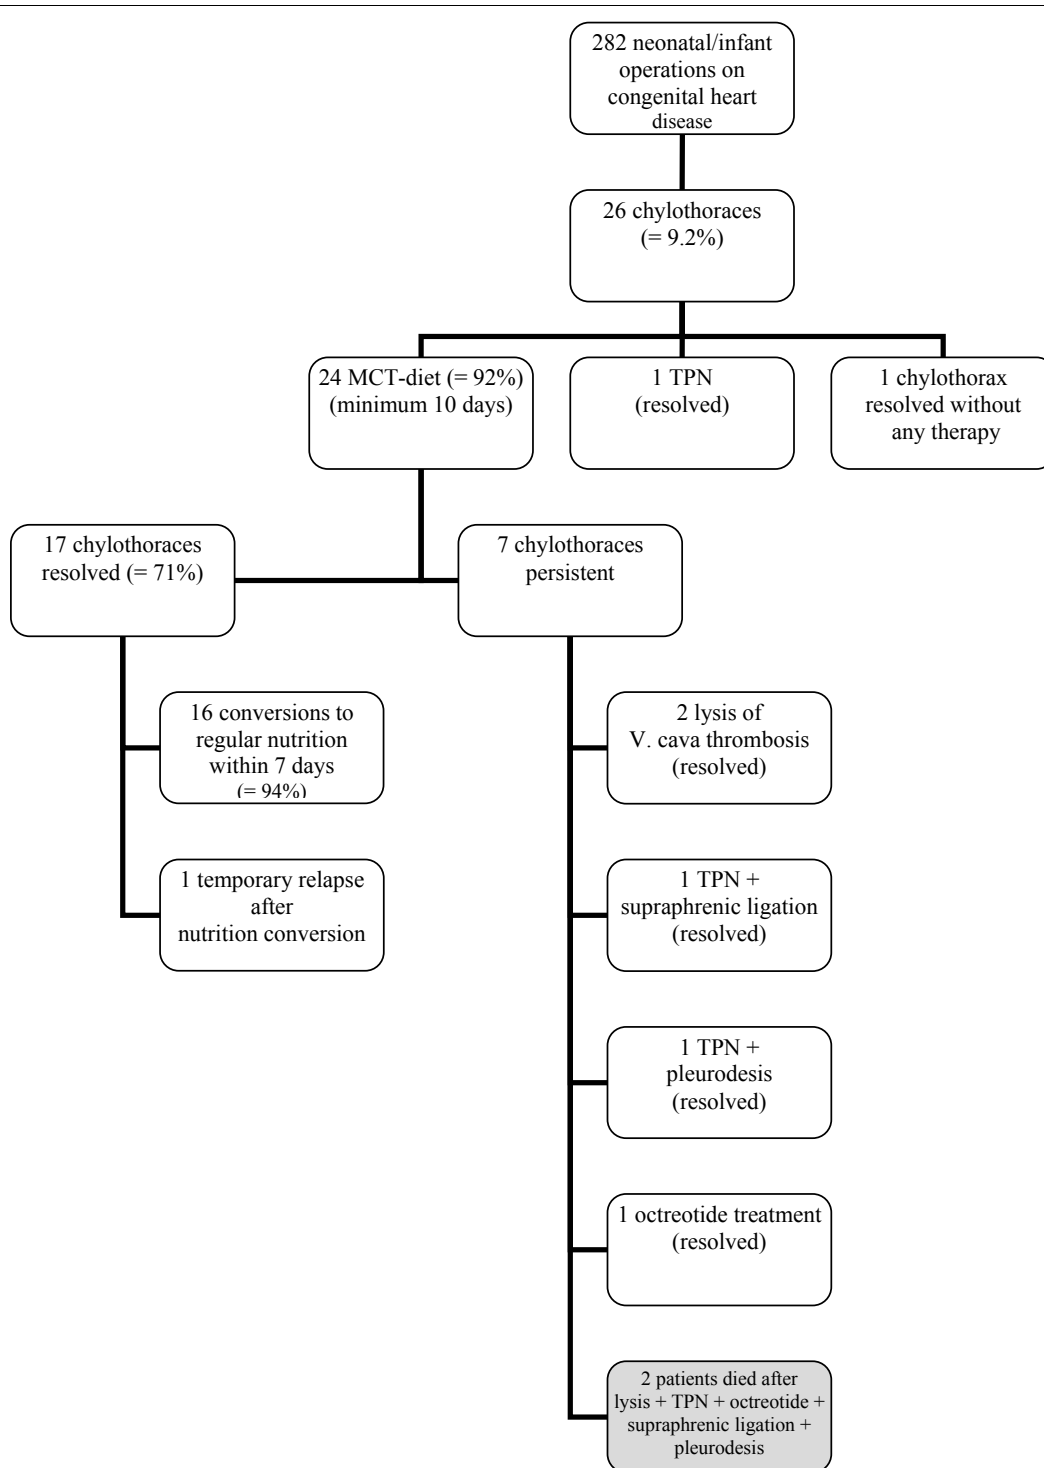 282 neonatal/infant
operations on
congenital heart
disease
26 chylothoraces
(= 9.2%)
24 MCT-diet (= 92%)
(minimum 10 days)
1 TPN
(resolved)
1 chylothorax
resolved without
any therapy
17 chylothoraces
resolved (= 71%)
7 chylothoraces
persistent
16 conversions to
regular nutrition
within 7 days
(= 94%)
1 temporary relapse
after
nutrition conversion
2 lysis of
V. cava thrombosis
(resolved)
1 TPN +
supraphrenic ligation
(resolved)
1 TPN +
pleurodesis
(resolved)
1 octreotide treatment
(resolved)
2 patients died after
lysis + TPN + octreotide +
supraphrenic ligation +
pleurodesis